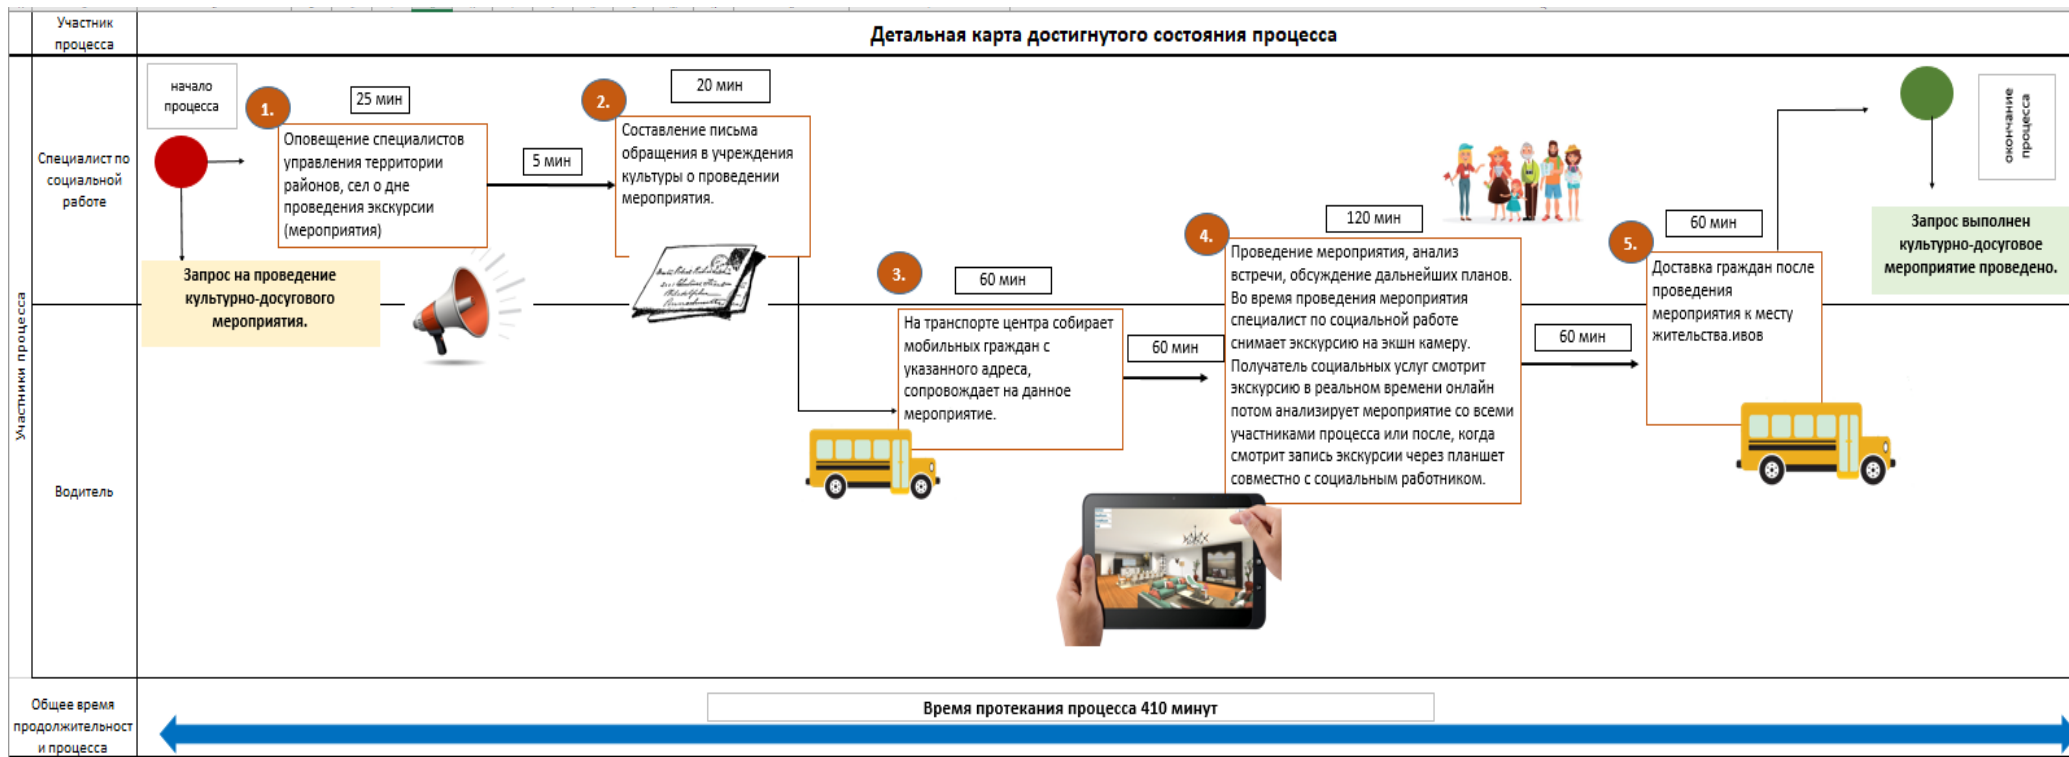 Участник
процесса
Детальная карта достигнутого состояния процесса
Участники процесса
Специалист по
социальной
работе
начало
процесса
Запрос на проведение
культурно-досугового
мероприятия.
1.
25 мин
Оповещение специалистов
управления территории
районов, сел о дне
проведения экскурсии
(мероприятия)
5 мин
2.
20 мин
Составление письма
обращения в учреждения
культуры о проведении
мероприятия.
3.
60 мин
На транспорте центра собирает
мобильных граждан с
указанного адреса,
сопровождает на данное
мероприятие.
60 мин
4.
120 мин
Проведение мероприятия, анализ
встречи, обсуждение дальнейших планов.
Во время проведения мероприятия
специалист по социальной работе
снимает экскурсию на экшн камеру.
Получатель социальных услуг смотрит
экскурсию в реальном времени онлайн
потом анализирует мероприятие со всеми
участниками процесса или после, когда
смотрит запись экскурсии через планшет
совместно с социальным работником.
60 мин
5.
60 мин
Доставка граждан после
проведения
мероприятия к месту
жительства.ивов
окончание
процесса
Запрос выполнен
культурно-досуговое
мероприятие проведено.
Водитель
Общее время
продолжительност
и процесса
Время протекания процесса 410 минут